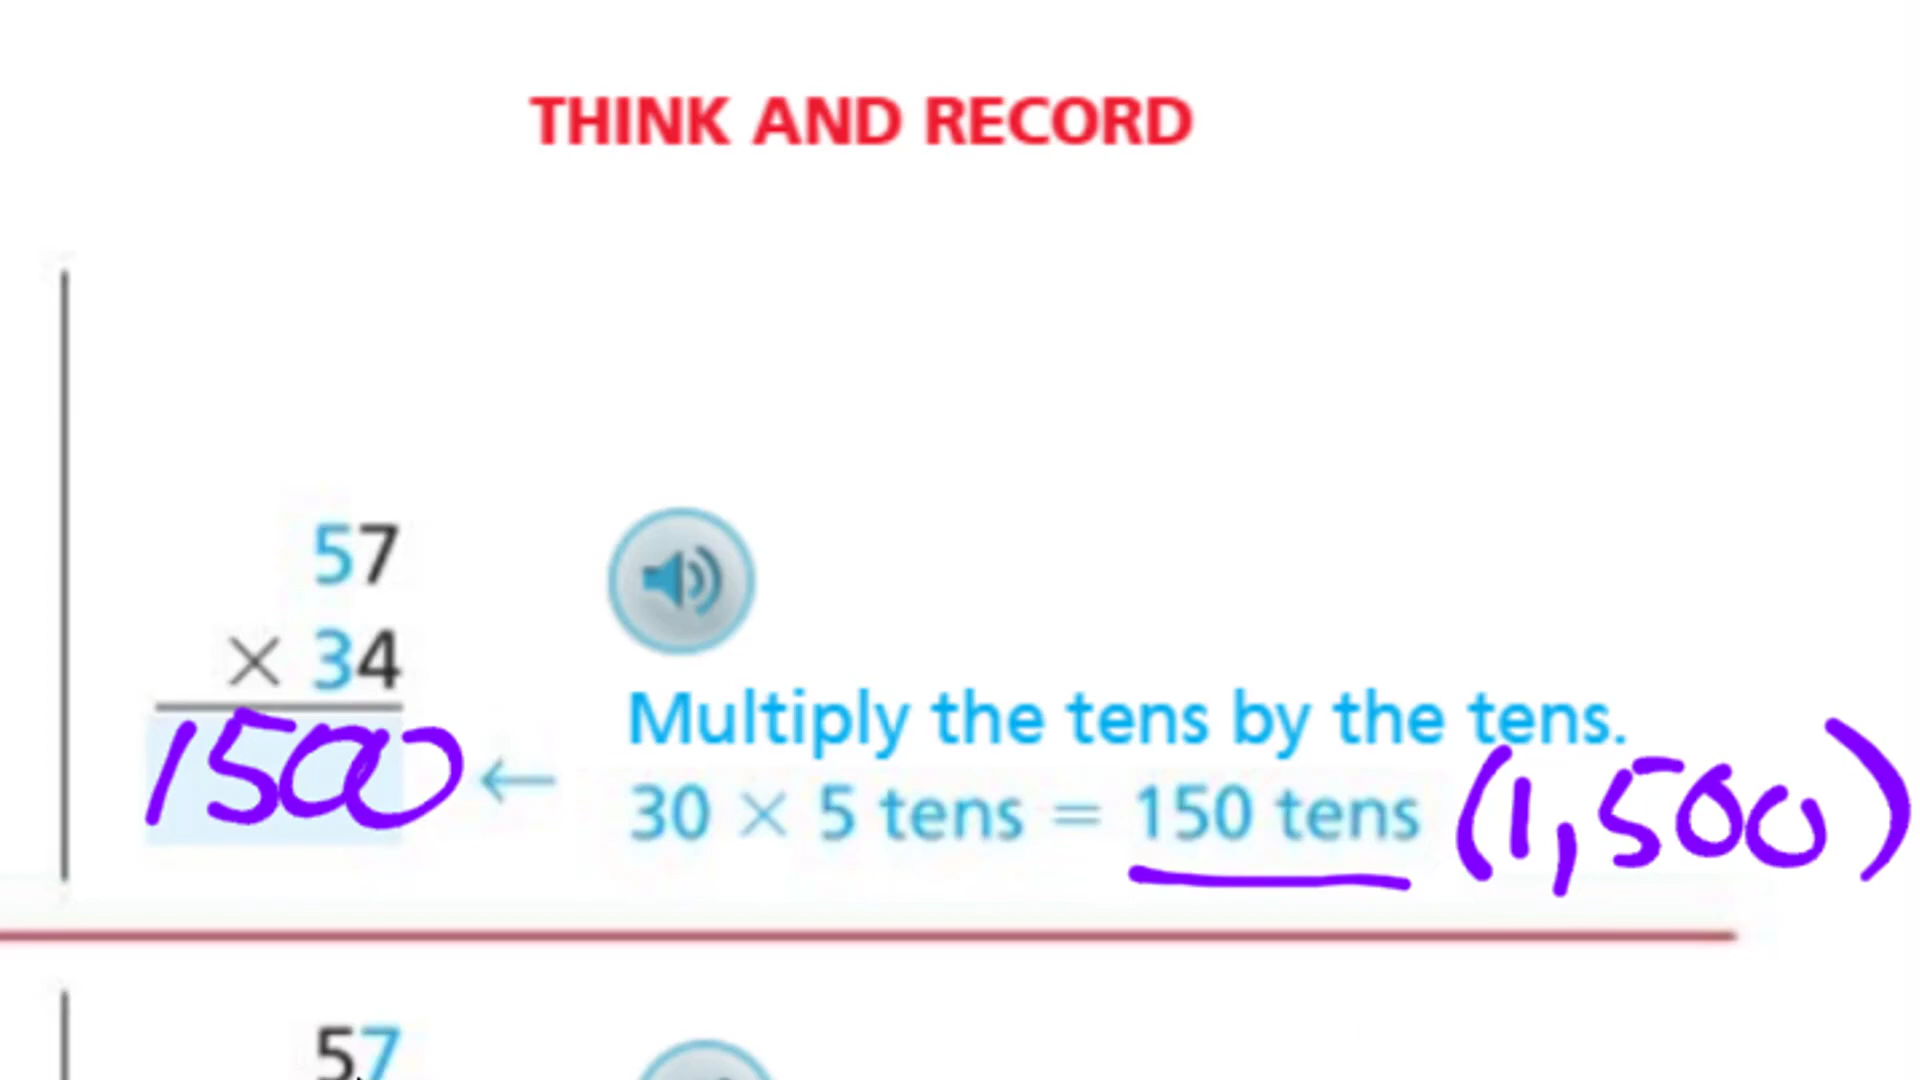 THINK AND RECORD
57
× 34
1500 ←
Multiply the tens by the tens.
30 × 5 tens = 150 tens (1,500)
57